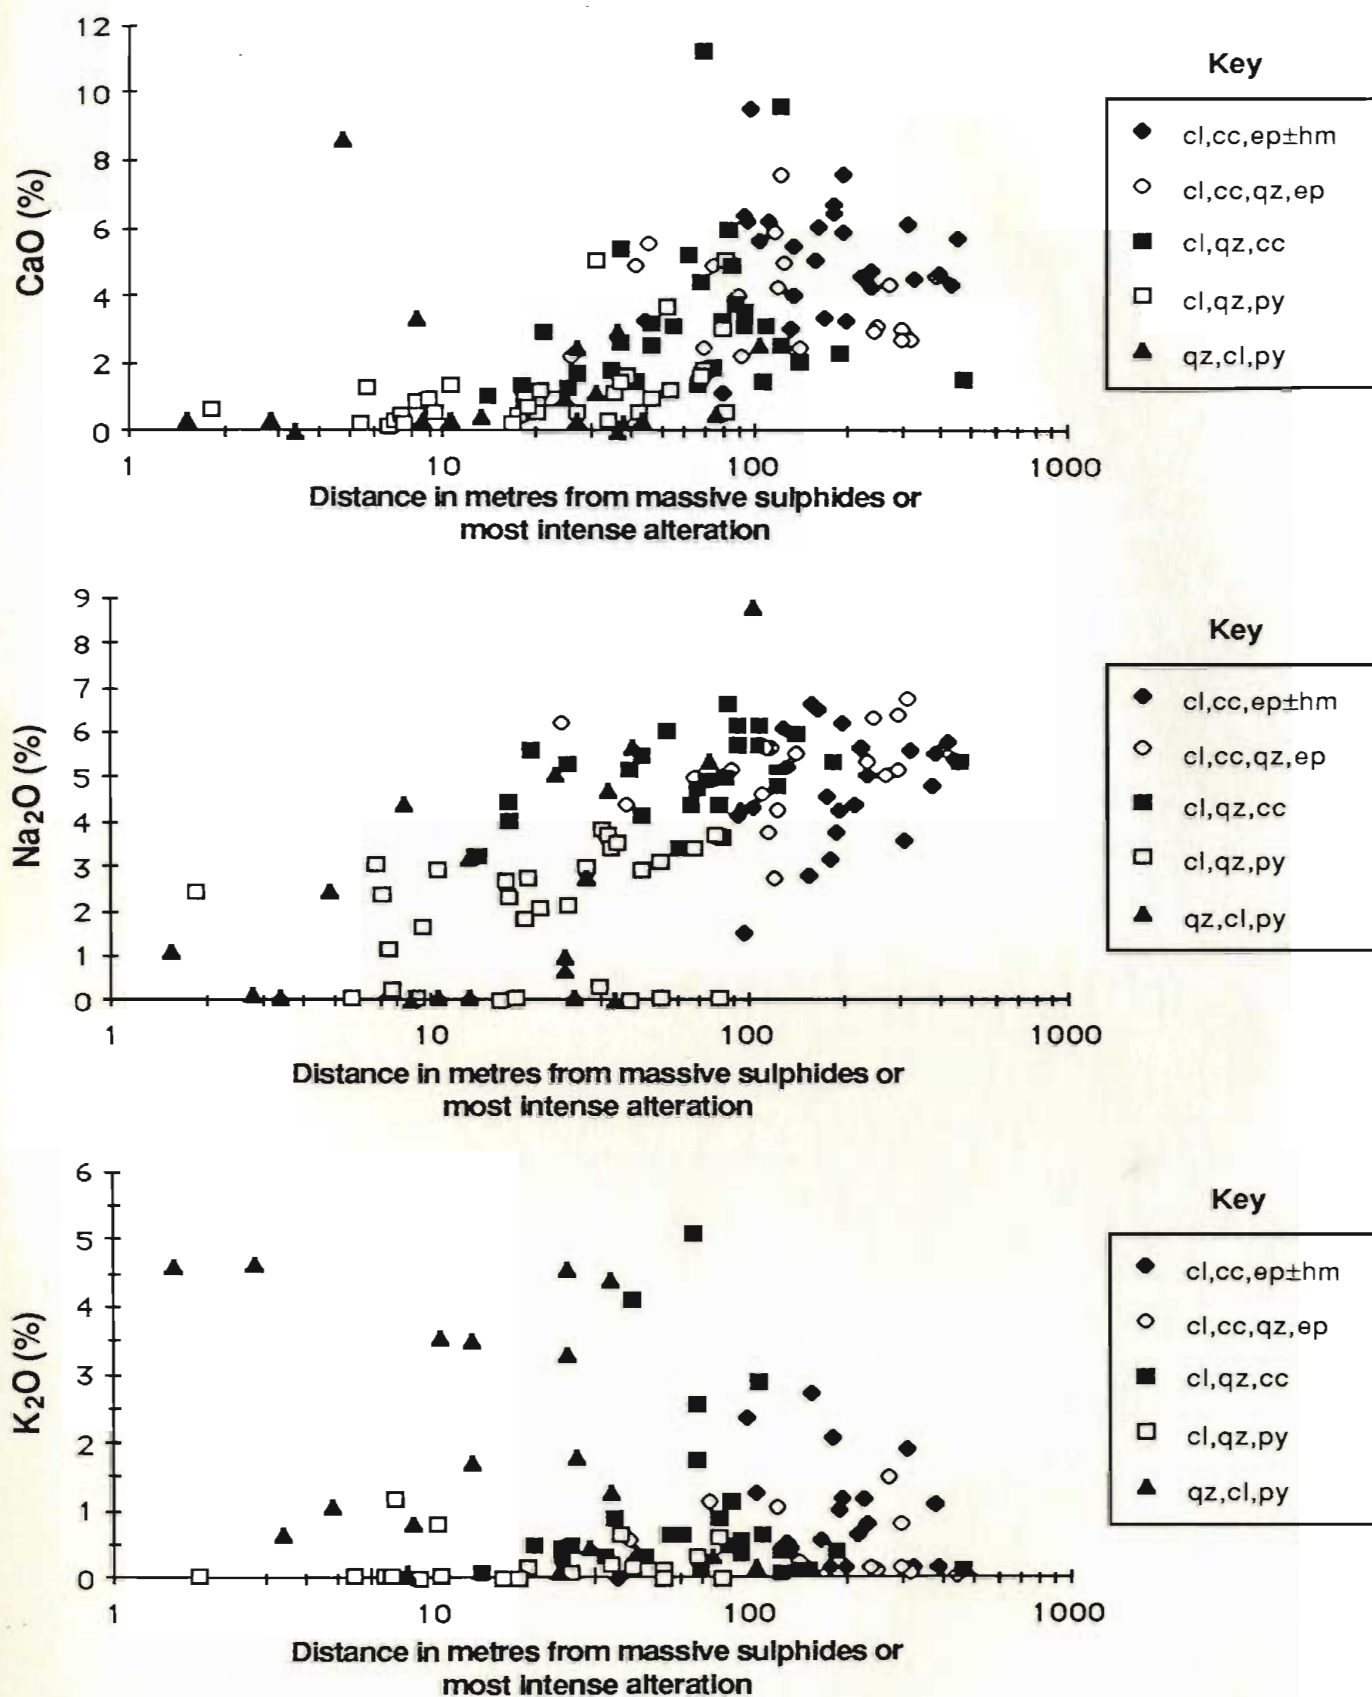 CaO (%)
12
10
8
6
4
2
0
1 10 100 1000
Distance in metres from massive sulphides or
most intense alteration
Key
cl,cc,ep±hm
cl,cc,qz,ep
cl,qz,cc
cl,qz,py
qz,cl,py
Na₂O (%)
9
8
7
6
5
4
3
2
1
0
1 10 100 1000
Distance in metres from massive sulphides or
most intense alteration
Key
cl,cc,ep±hm
cl,cc,qz,ep
cl,qz,cc
cl,qz,py
qz,cl,py
K₂O (%)
6
5
4
3
2
1
0
1 10 100 1000
Distance in metres from massive sulphides or
most intense alteration
Key
cl,cc,ep±hm
cl,cc,qz,ep
cl,qz,cc
cl,qz,py
qz,cl,py